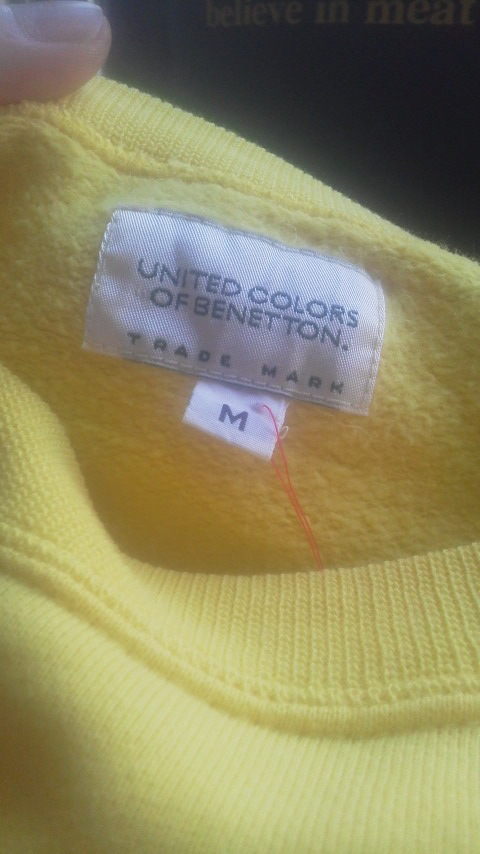 believe in meat
UNITED COLORS
OF BENETTON.
TRADE MARK
M